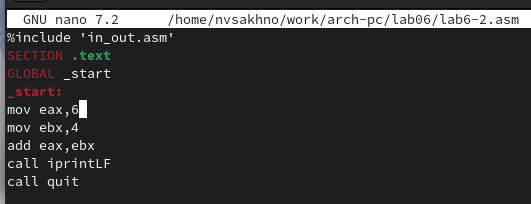 GNU nano 7.2 /home/nvsakhno/work/arch-pc/lab06/lab6-2.asm
%include 'in_out.asm'
SECTION .text
GLOBAL _start
_start:
mov eax,6
mov ebx,4
add eax,ebx
call iprintLF
call quit